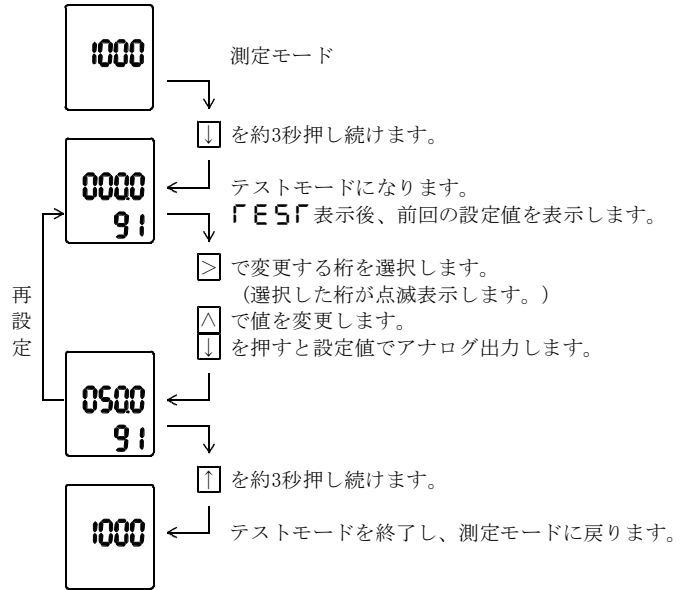 1000
測定モード
↓ を約3秒押し続けます。
000.0
テストモードになります。
91
TEST 表示後、前回の設定値を表示します。
> で変更する桁を選択します。
(選択した桁が点滅表示します。)
∧ で値を変更します。
↓ を押すと設定値でアナログ出力します。
再設定
050.0
91
↑ を約3秒押し続けます。
1000
テストモードを終了し、測定モードに戻ります。